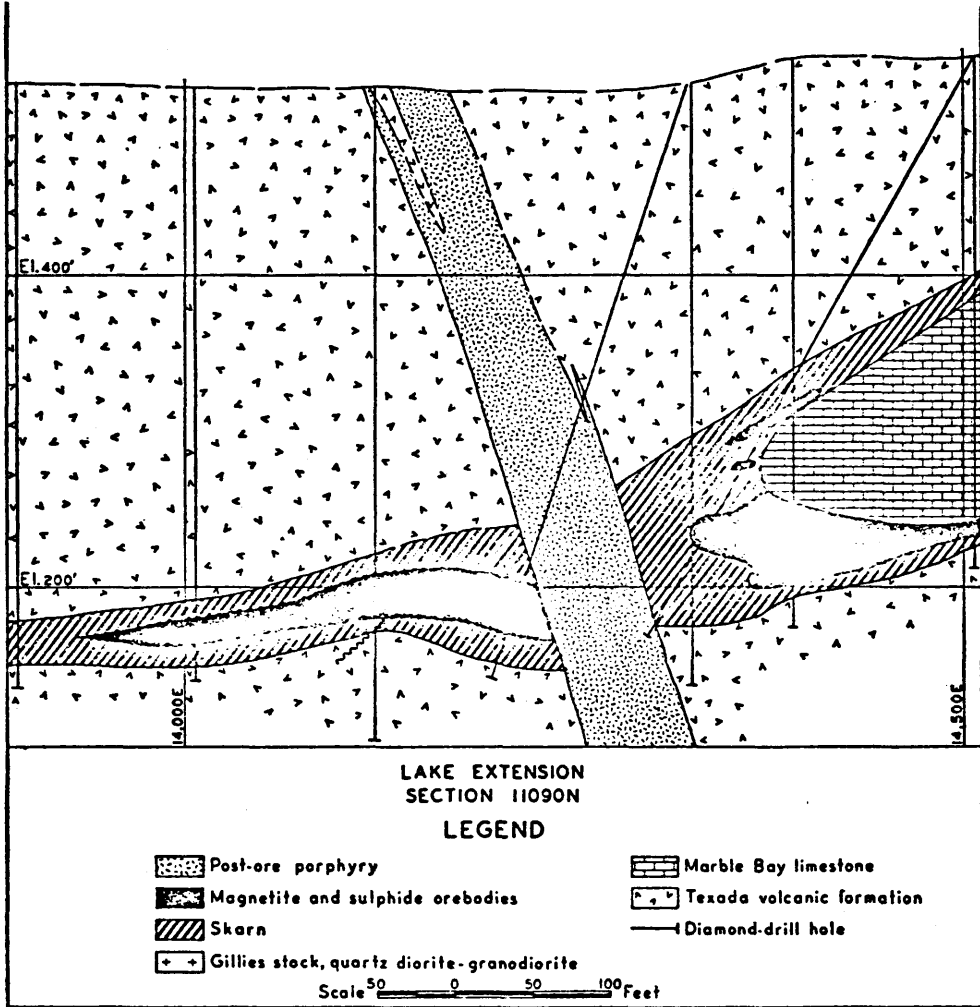 E1.400'
E1.200'
14,000E
14,500E
LAKE EXTENSION
SECTION 11090N
LEGEND
Post-ore porphyry
Magnetite and sulphide orebodies
Skarn
Gillies stock, quartz diorite-granodiorite
Marble Bay limestone
Texada volcanic formation
Diamond-drill hole
Scale 50 0 50 100 Feet